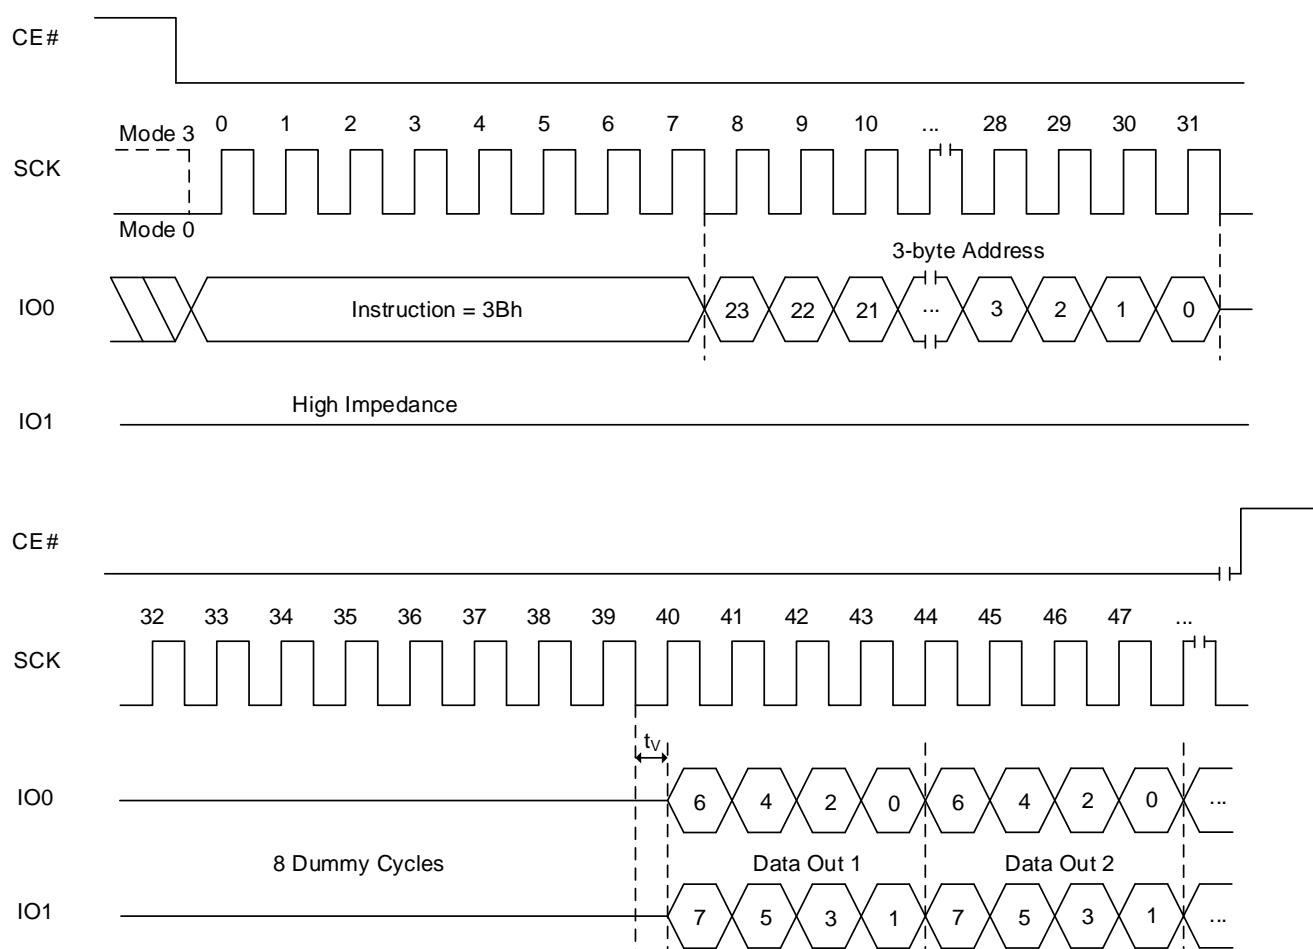 CE#
Mode 3 0 1 2 3 4 5 6 7 8 9 10 ... 28 29 30 31
SCK
Mode 0
3-byte Address
IO0 Instruction = 3Bh 23 22 21 ... 3 2 1 0
High Impedance
IO1
CE#
32 33 34 35 36 37 38 39 40 41 42 43 44 45 46 47 ...
SCK
tV
IO0 6 4 2 0 6 4 2 0 ...
8 Dummy Cycles Data Out 1 Data Out 2
IO1 7 5 3 1 7 5 3 1 ...